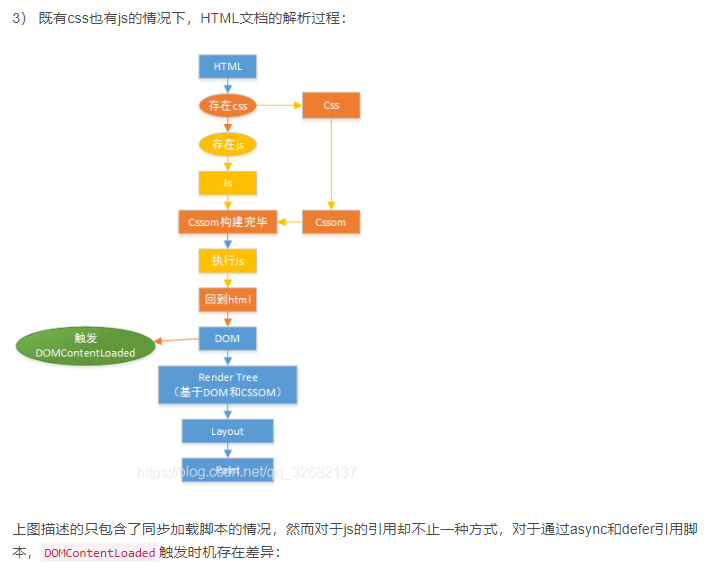 3） 既有css也有js的情况下，HTML文档的解析过程：
HTML
存在css
Css
存在js
Js
Cssom构建完毕
Cssom
执行Js
回到html
触发
DOMContentLoaded
DOM
Render Tree
（基于DOM和CSSOM）
Layout
Paint
https://blog.csdn.net/qq_32682137
上图描述的只包含了同步加载脚本的情况，然而对于js的引用却不止一种方式，对于通过async和defer引用脚
本，DOMContentLoaded触发时机存在差异：